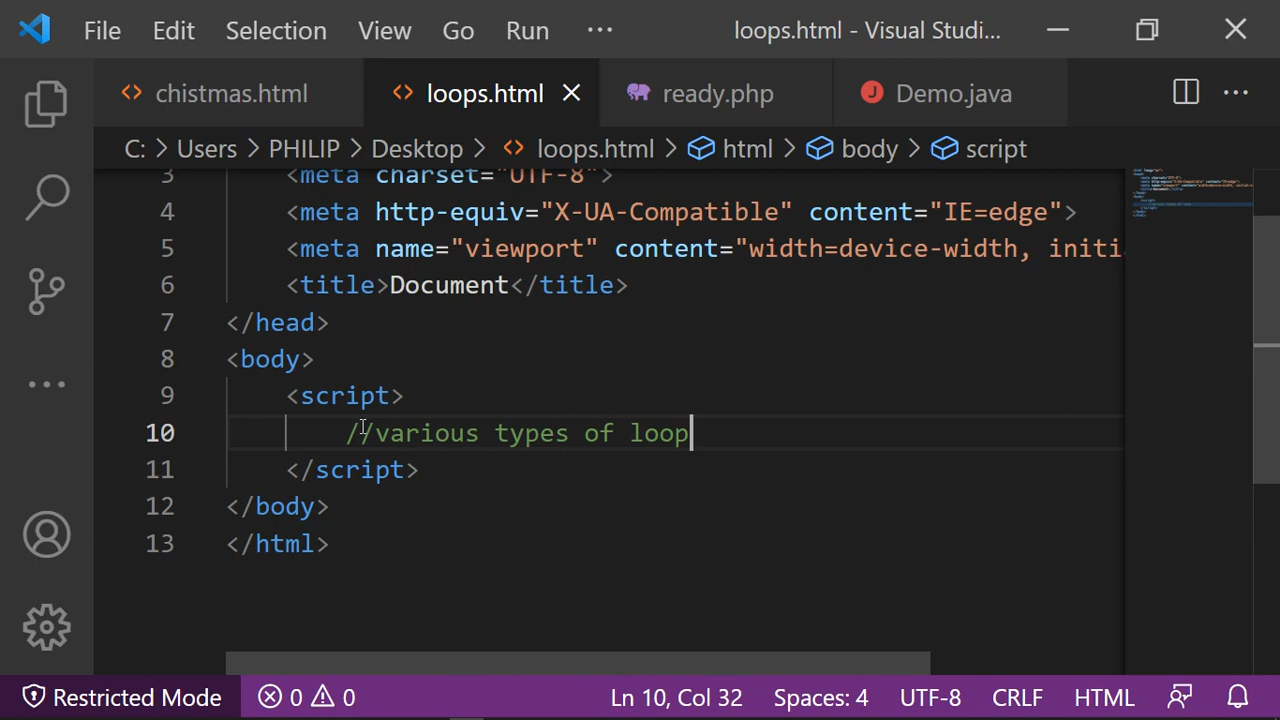 File Edit Selection View Go Run ··· loops.html - Visual Studi...
chistmas.html loops.html ready.php J Demo.java
C: > Users > PHILIP > Desktop > loops.html > html > body > script
3 <meta charset="UTF-8">
4 <meta http-equiv="X-UA-Compatible" content="IE=edge">
5 <meta name="viewport" content="width=device-width, initi
6 <title>Document</title>
7 </head>
8 <body>
9 <script>
10 //various types of loop
11 </script>
12 </body>
13 </html>
Restricted Mode 0 0 Ln 10, Col 32 Spaces: 4 UTF-8 CRLF HTML